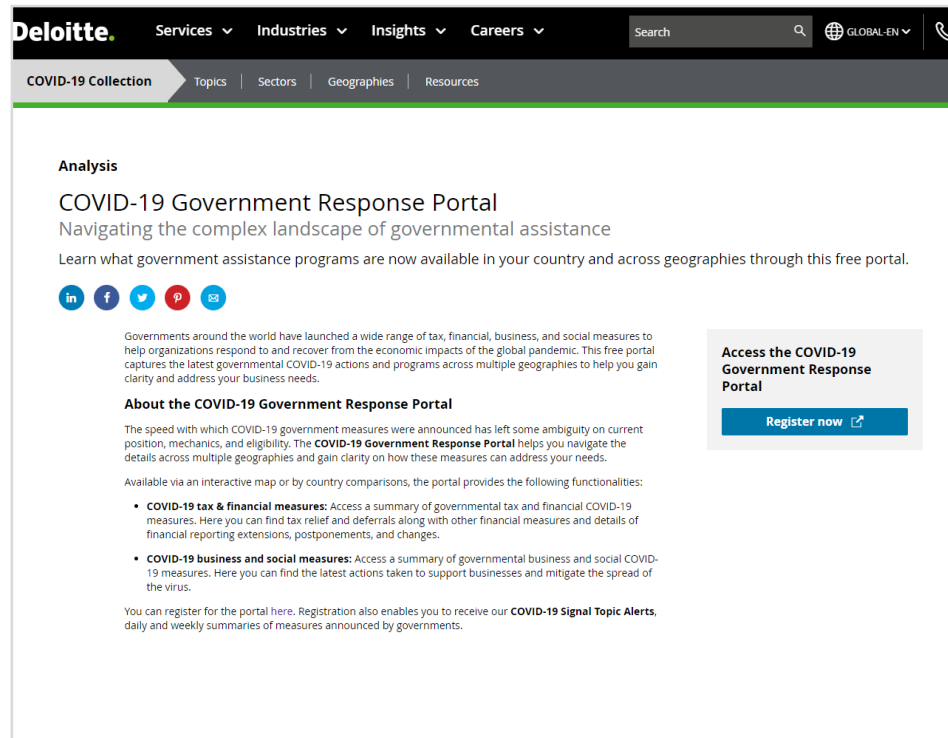 Deloitte.
Services
Industries
Insights
Careers
Search
GLOBAL-EN
COVID-19 Collection
Topics
Sectors
Geographies
Resources
Analysis
COVID-19 Government Response Portal
Navigating the complex landscape of governmental assistance
Learn what government assistance programs are now available in your country and across geographies through this free portal.
Governments around the world have launched a wide range of tax, financial, business, and social measures to
help organizations respond to and recover from the economic impacts of the global pandemic. This free portal
captures the latest governmental COVID-19 actions and programs across multiple geographies to help you gain
clarity and address your business needs.
About the COVID-19 Government Response Portal
The speed with which COVID-19 government measures were announced has left some ambiguity on current
position, mechanics, and eligibility. The COVID-19 Government Response Portal helps you navigate the
details across multiple geographies and gain clarity on how these measures can address your needs.
Available via an interactive map or by country comparisons, the portal provides the following functionalities:
• COVID-19 tax & financial measures: Access a summary of governmental tax and financial COVID-19
measures. Here you can find tax relief and deferrals along with other financial measures and details of
financial reporting extensions, postponements, and changes.
• COVID-19 business and social measures: Access a summary of governmental business and social COVID-
19 measures. Here you can find the latest actions taken to support businesses and mitigate the spread of
the virus.
You can register for the portal here. Registration also enables you to receive our COVID-19 Signal Topic Alerts,
daily and weekly summaries of measures announced by governments.
Access the COVID-19
Government Response
Portal
Register now